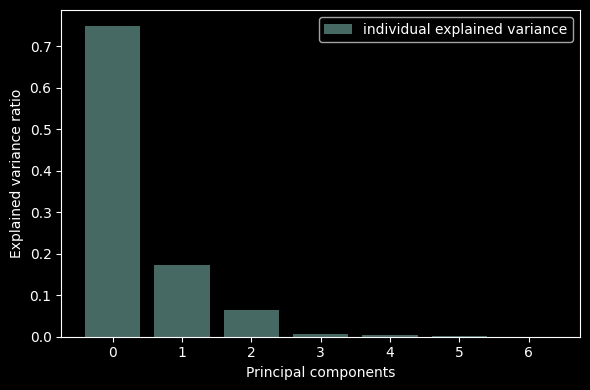 individual explained variance
0.7
0.6
0.5
0.4
0.3
0.2
0.1
0.0
Explained variance ratio
0 1 2 3 4 5 6
Principal components